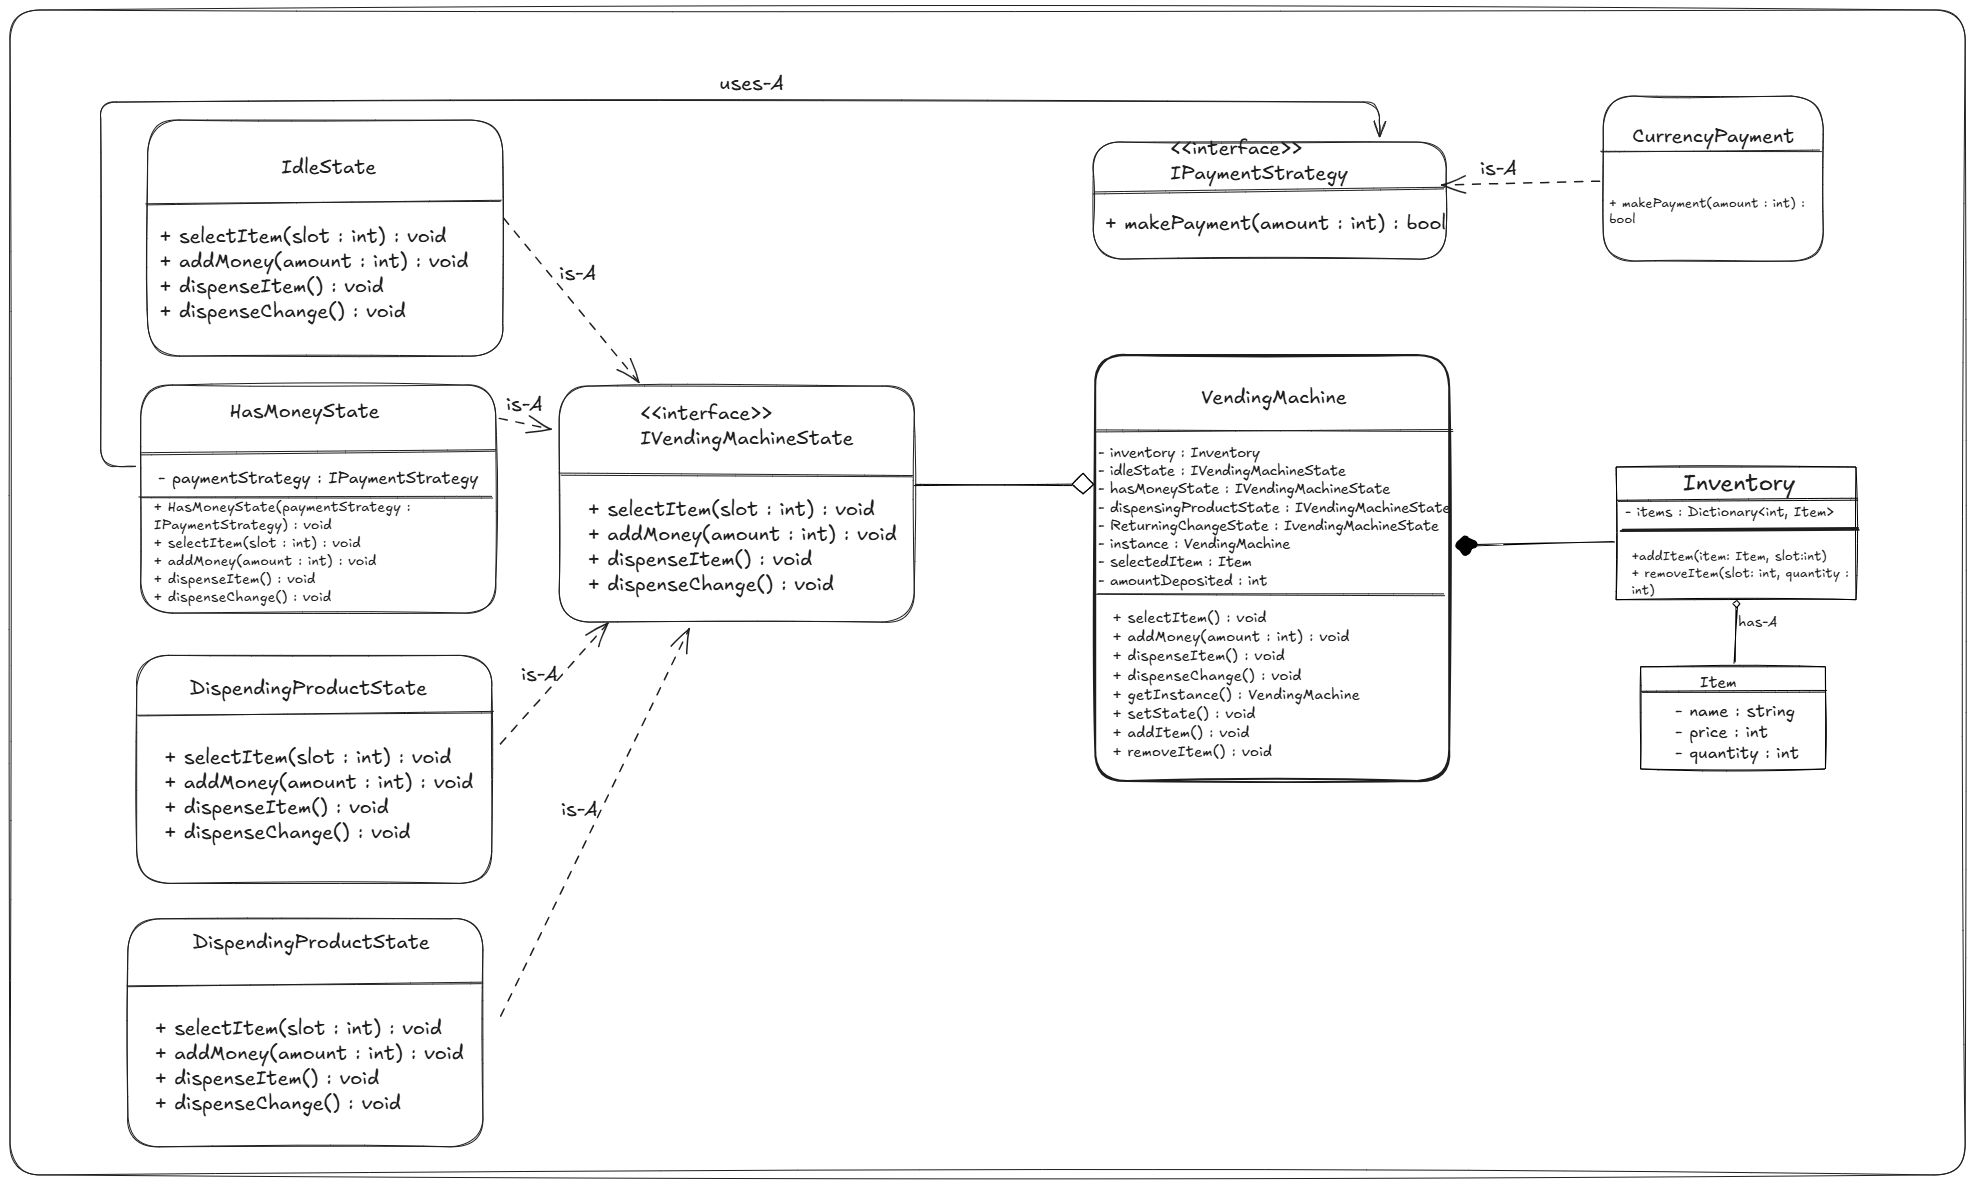 uses-A
IdleState
+ selectItem(slot : int) : void
+ addMoney(amount : int) : void
+ dispenseItem() : void
+ dispenseChange() : void
is-A
HasMoneyState
- paymentStrategy : IPaymentStrategy
+ HasMoneyState(paymentStrategy :
IPaymentStrategy) : void
+ selectItem(slot : int) : void
+ addMoney(amount : int) : void
+ dispenseItem() : void
+ dispenseChange() : void
is-A
<<interface>>
IVendingMachineState
+ selectItem(slot : int) : void
+ addMoney(amount : int) : void
+ dispenseItem() : void
+ dispenseChange() : void
DispendingProductState
+ selectItem(slot : int) : void
+ addMoney(amount : int) : void
+ dispenseItem() : void
+ dispenseChange() : void
is-A
DispendingProductState
+ selectItem(slot : int) : void
+ addMoney(amount : int) : void
+ dispenseItem() : void
+ dispenseChange() : void
is-A
<<interface>>
IPaymentStrategy
+ makePayment(amount : int) : bool
is-A
CurrencyPayment
+ makePayment(amount : int) :
bool
VendingMachine
- inventory : Inventory
- idleState : IVendingMachineState
- hasMoneyState : IVendingMachineState
- dispensingProductState : IVendingMachineState
- ReturningChangeState : IvendingMachineState
- instance : VendingMachine
- selectedItem : Item
- amountDeposited : int
+ selectItem() : void
+ addMoney(amount : int) : void
+ dispenseItem() : void
+ dispenseChange() : void
+ getInstance() : VendingMachine
+ setState() : void
+ addItem() : void
+ removeItem() : void
Inventory
- items : Dictionary<int, Item>
+addItem(item: Item, slot:int)
+ removeItem(slot: int, quantity :
int)
has-A
Item
- name : string
- price : int
- quantity : int